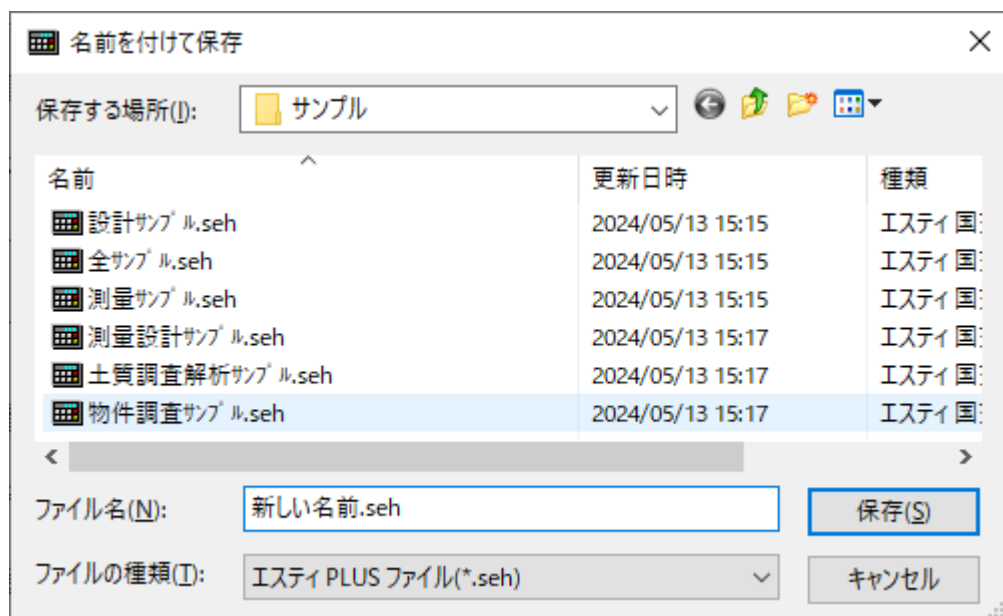 名前を付けて保存
保存する場所(I): サンプル
名前 更新日時 種類
設計ｻﾝﾌﾟﾙ.seh 2024/05/13 15:15 エスティ 国
全ｻﾝﾌﾟﾙ.seh 2024/05/13 15:15 エスティ 国
測量ｻﾝﾌﾟﾙ.seh 2024/05/13 15:15 エスティ 国
測量設計ｻﾝﾌﾟﾙ.seh 2024/05/13 15:17 エスティ 国
土質調査解析ｻﾝﾌﾟﾙ.seh 2024/05/13 15:17 エスティ 国
物件調査ｻﾝﾌﾟﾙ.seh 2024/05/13 15:17 エスティ 国
ファイル名(N): 新しい名前.seh 保存(S)
ファイルの種類(T): エスティ PLUS ファイル(*.seh) キャンセル